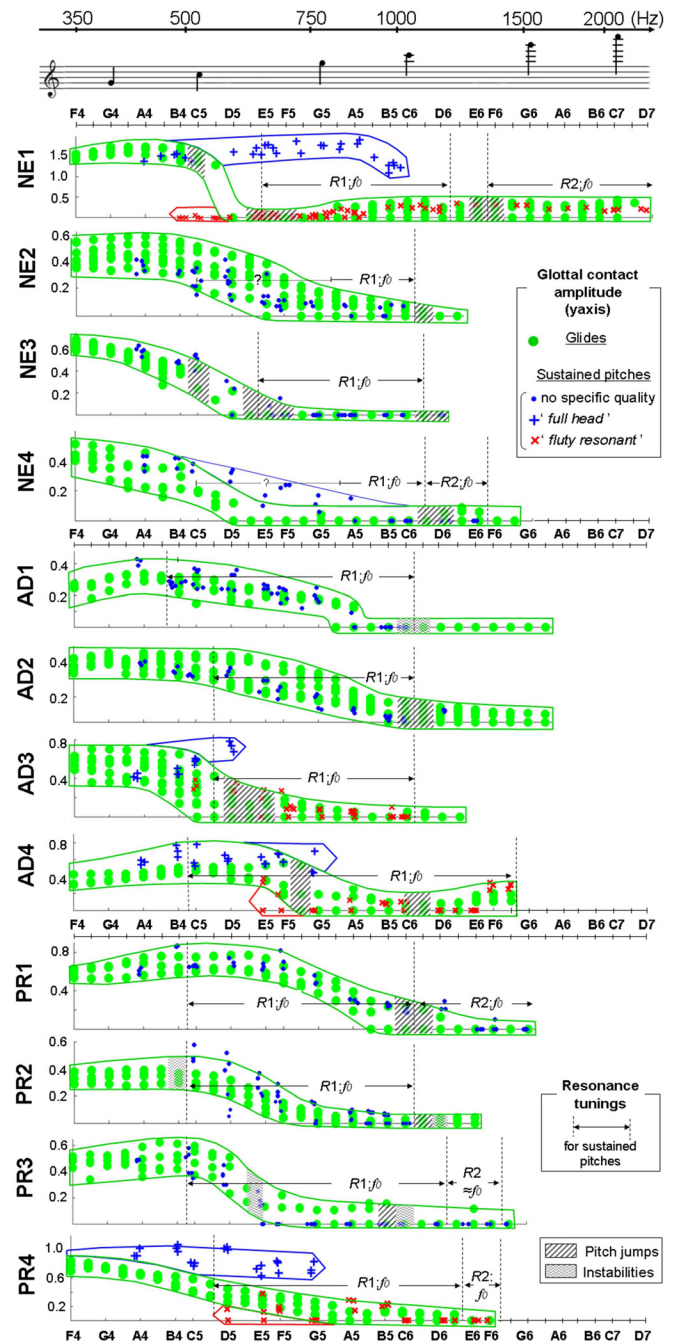 350 500 750 1000 1500 2000 (Hz)
F4 G4 A4 B4 C5 D5 E5 F5 G5 A5 B5 C6 D6 E6 F6 G6 A6 B6 C7 D7
NE1
1.5
1.0
0.5
R1:f0 R2:f0
NE2
0.6
0.4
0.2
? R1:f0
NE3
0.6
0.4
0.2
R1:f0
NE4
0.4
0.2
? R1:f0 R2:f0
Glottal contact
amplitude
(yaxis)
Glides
Sustained pitches
no specific quality
' full head '
' fluty resonant '
F4 G4 A4 B4 C5 D5 E5 F5 G5 A5 B5 C6 D6 E6 F6 G6 A6 B6 C7 D7
AD1
0.4
0.2
R1:f0
AD2
0.4
0.2
R1:f0
AD3
0.8
0.4
R1:f0
AD4
0.8
0.4
R1:f0
F4 G4 A4 B4 C5 D5 E5 F5 G5 A5 B5 C6 D6 E6 F6 G6 A6 B6 C7 D7
PR1
0.8
0.4
R1:f0 R2:f0
PR2
0.4
0.2
R1:f0
PR3
0.6
0.4
0.2
R1:f0 R2
≈f0
PR4
1.0
0.6
0.2
R1:f0 R2:
f0
Resonance
tunings
for sustained
pitches
Pitch jumps
Instabilities
F4 G4 A4 B4 C5 D5 E5 F5 G5 A5 B5 C6 D6 E6 F6 G6 A6 B6 C7 D7